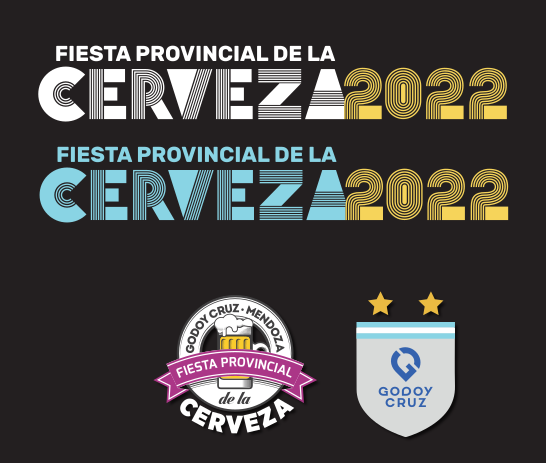 FIESTA PROVINCIAL DE LA
CERVEZA 2022
FIESTA PROVINCIAL DE LA
CERVEZA 2022
GODOY CRUZ · MENDOZA
FIESTA PROVINCIAL
de la
CERVEZA
GODOY
CRUZ